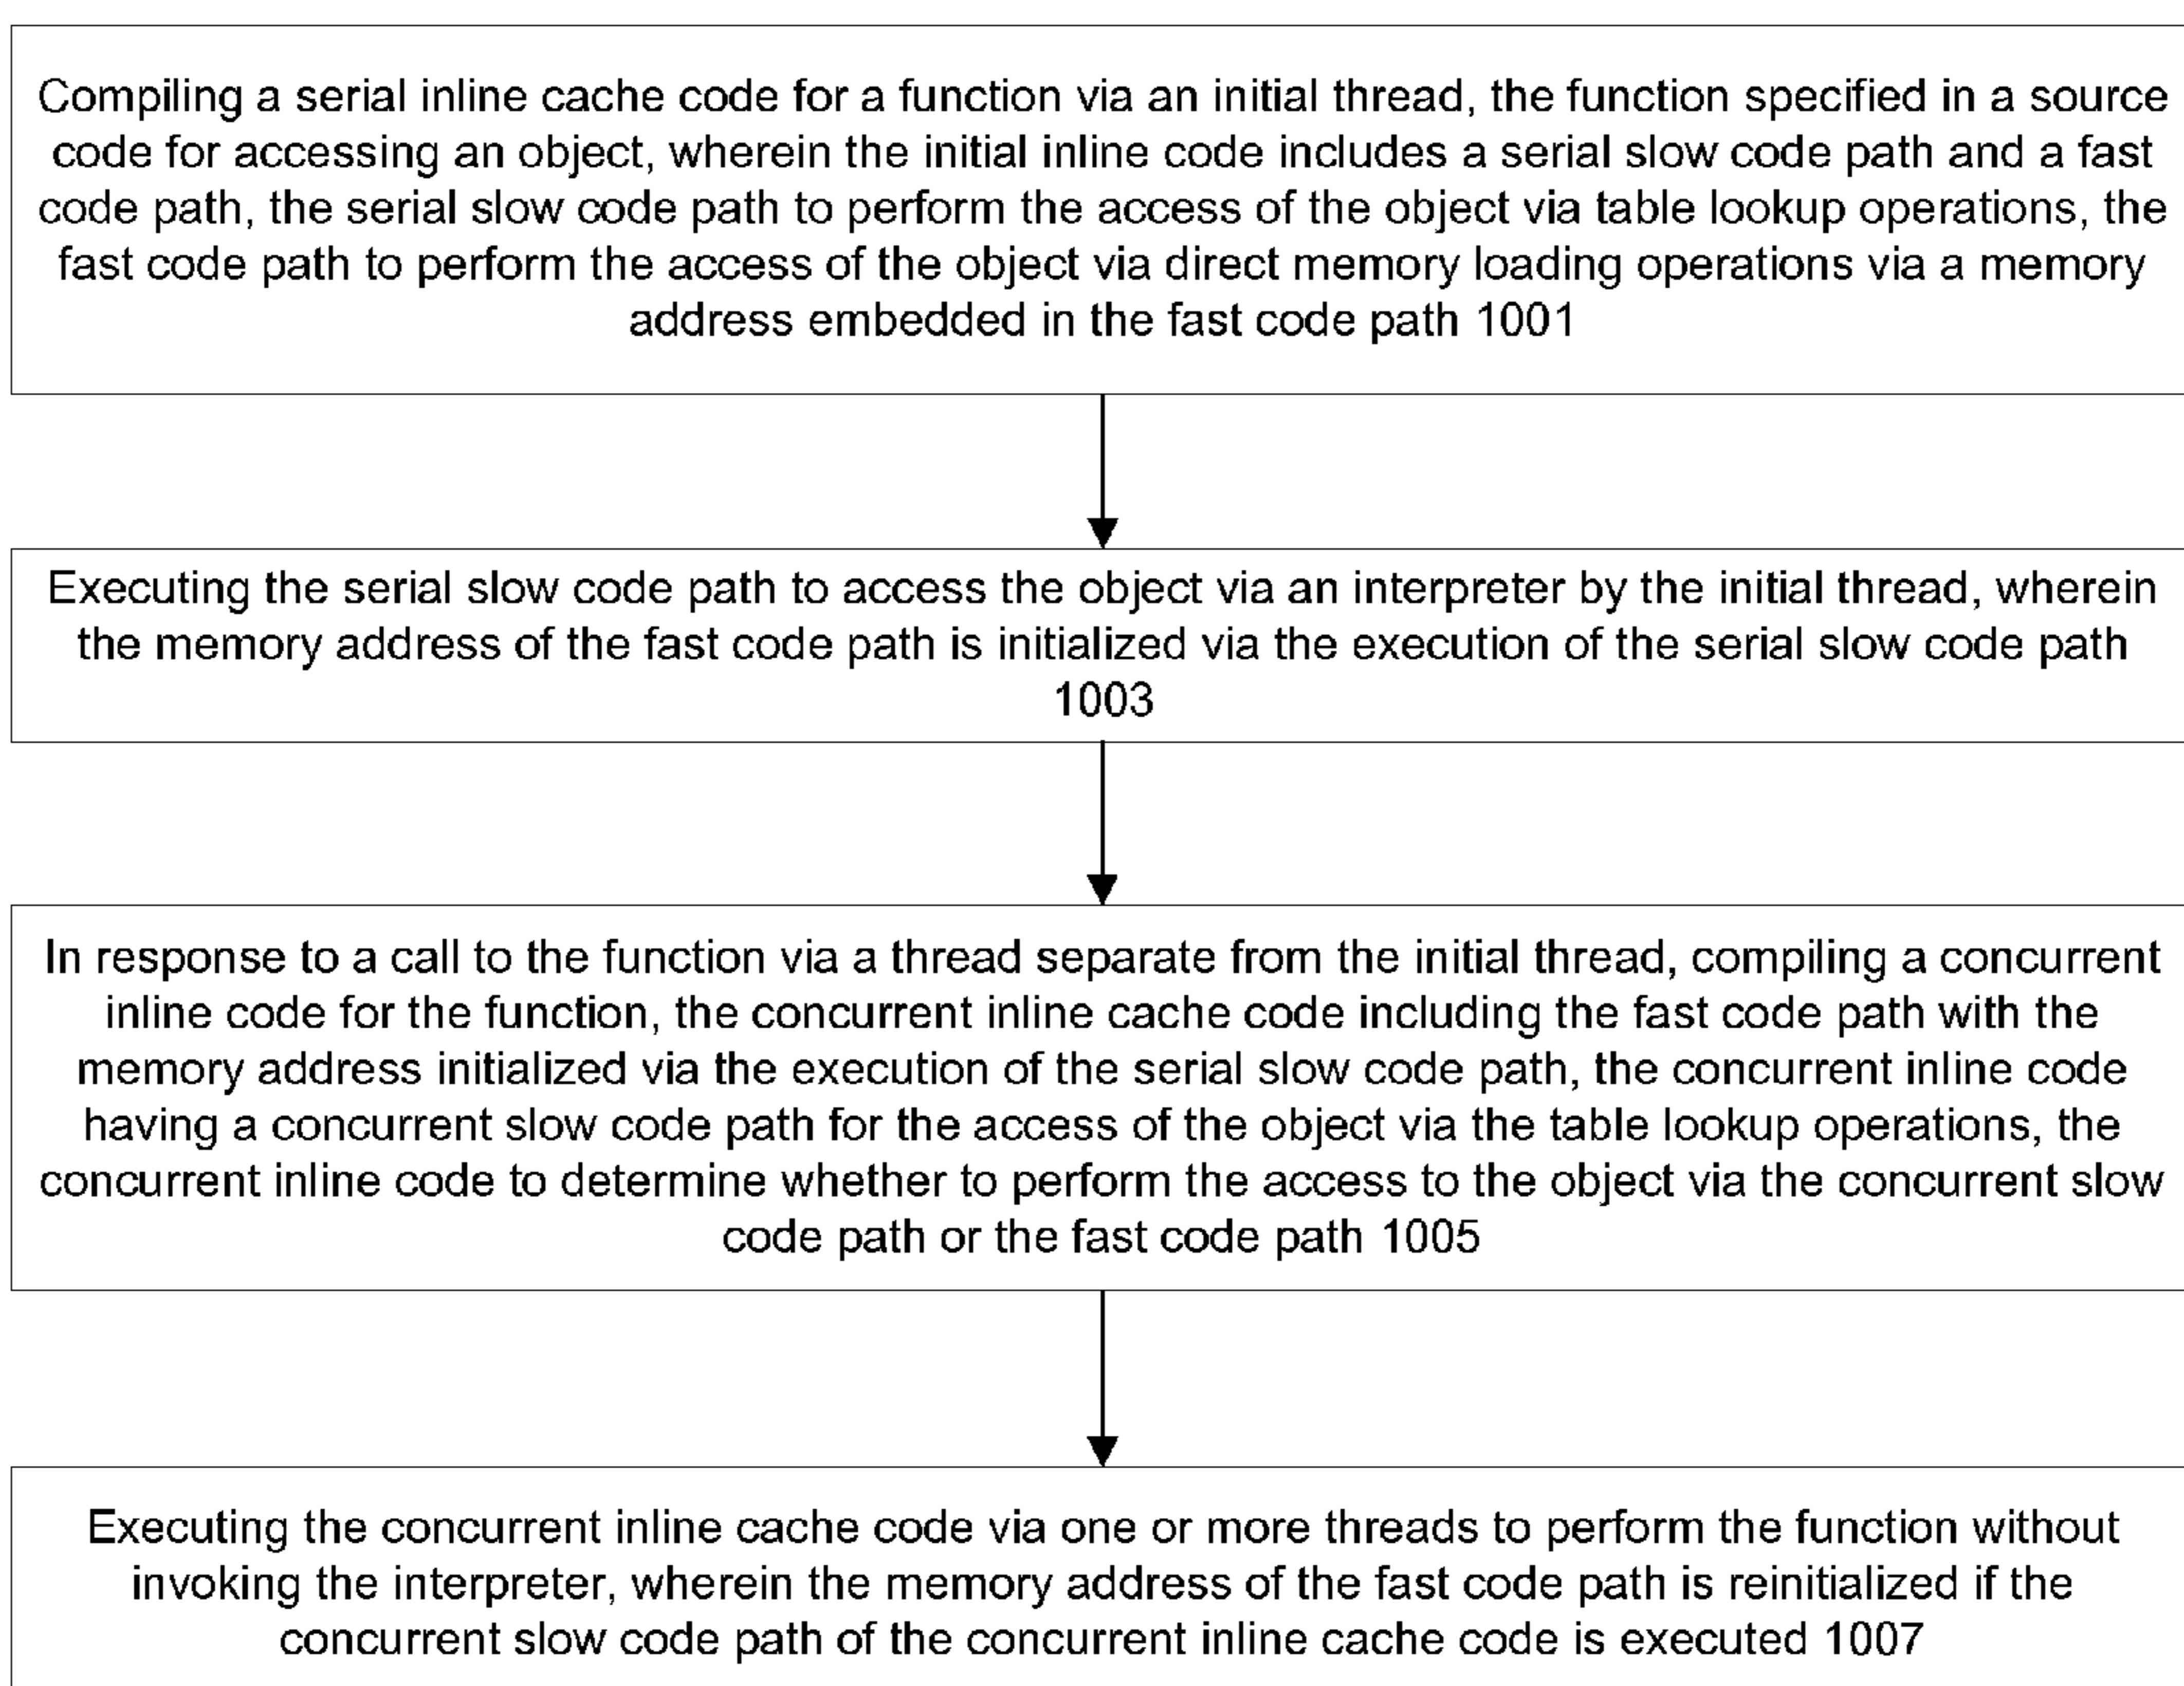 Compiling a serial inline cache code for a function via an initial thread, the function specified in a source
code for accessing an object, wherein the initial inline code includes a serial slow code path and a fast
code path, the serial slow code path to perform the access of the object via table lookup operations, the
fast code path to perform the access of the object via direct memory loading operations via a memory
address embedded in the fast code path 1001
Executing the serial slow code path to access the object via an interpreter by the initial thread, wherein
the memory address of the fast code path is initialized via the execution of the serial slow code path
1003
In response to a call to the function via a thread separate from the initial thread, compiling a concurrent
inline code for the function, the concurrent inline cache code including the fast code path with the
memory address initialized via the execution of the serial slow code path, the concurrent inline code
having a concurrent slow code path for the access of the object via the table lookup operations, the
concurrent inline code to determine whether to perform the access to the object via the concurrent slow
code path or the fast code path 1005
Executing the concurrent inline cache code via one or more threads to perform the function without
invoking the interpreter, wherein the memory address of the fast code path is reinitialized if the
concurrent slow code path of the concurrent inline cache code is executed 1007